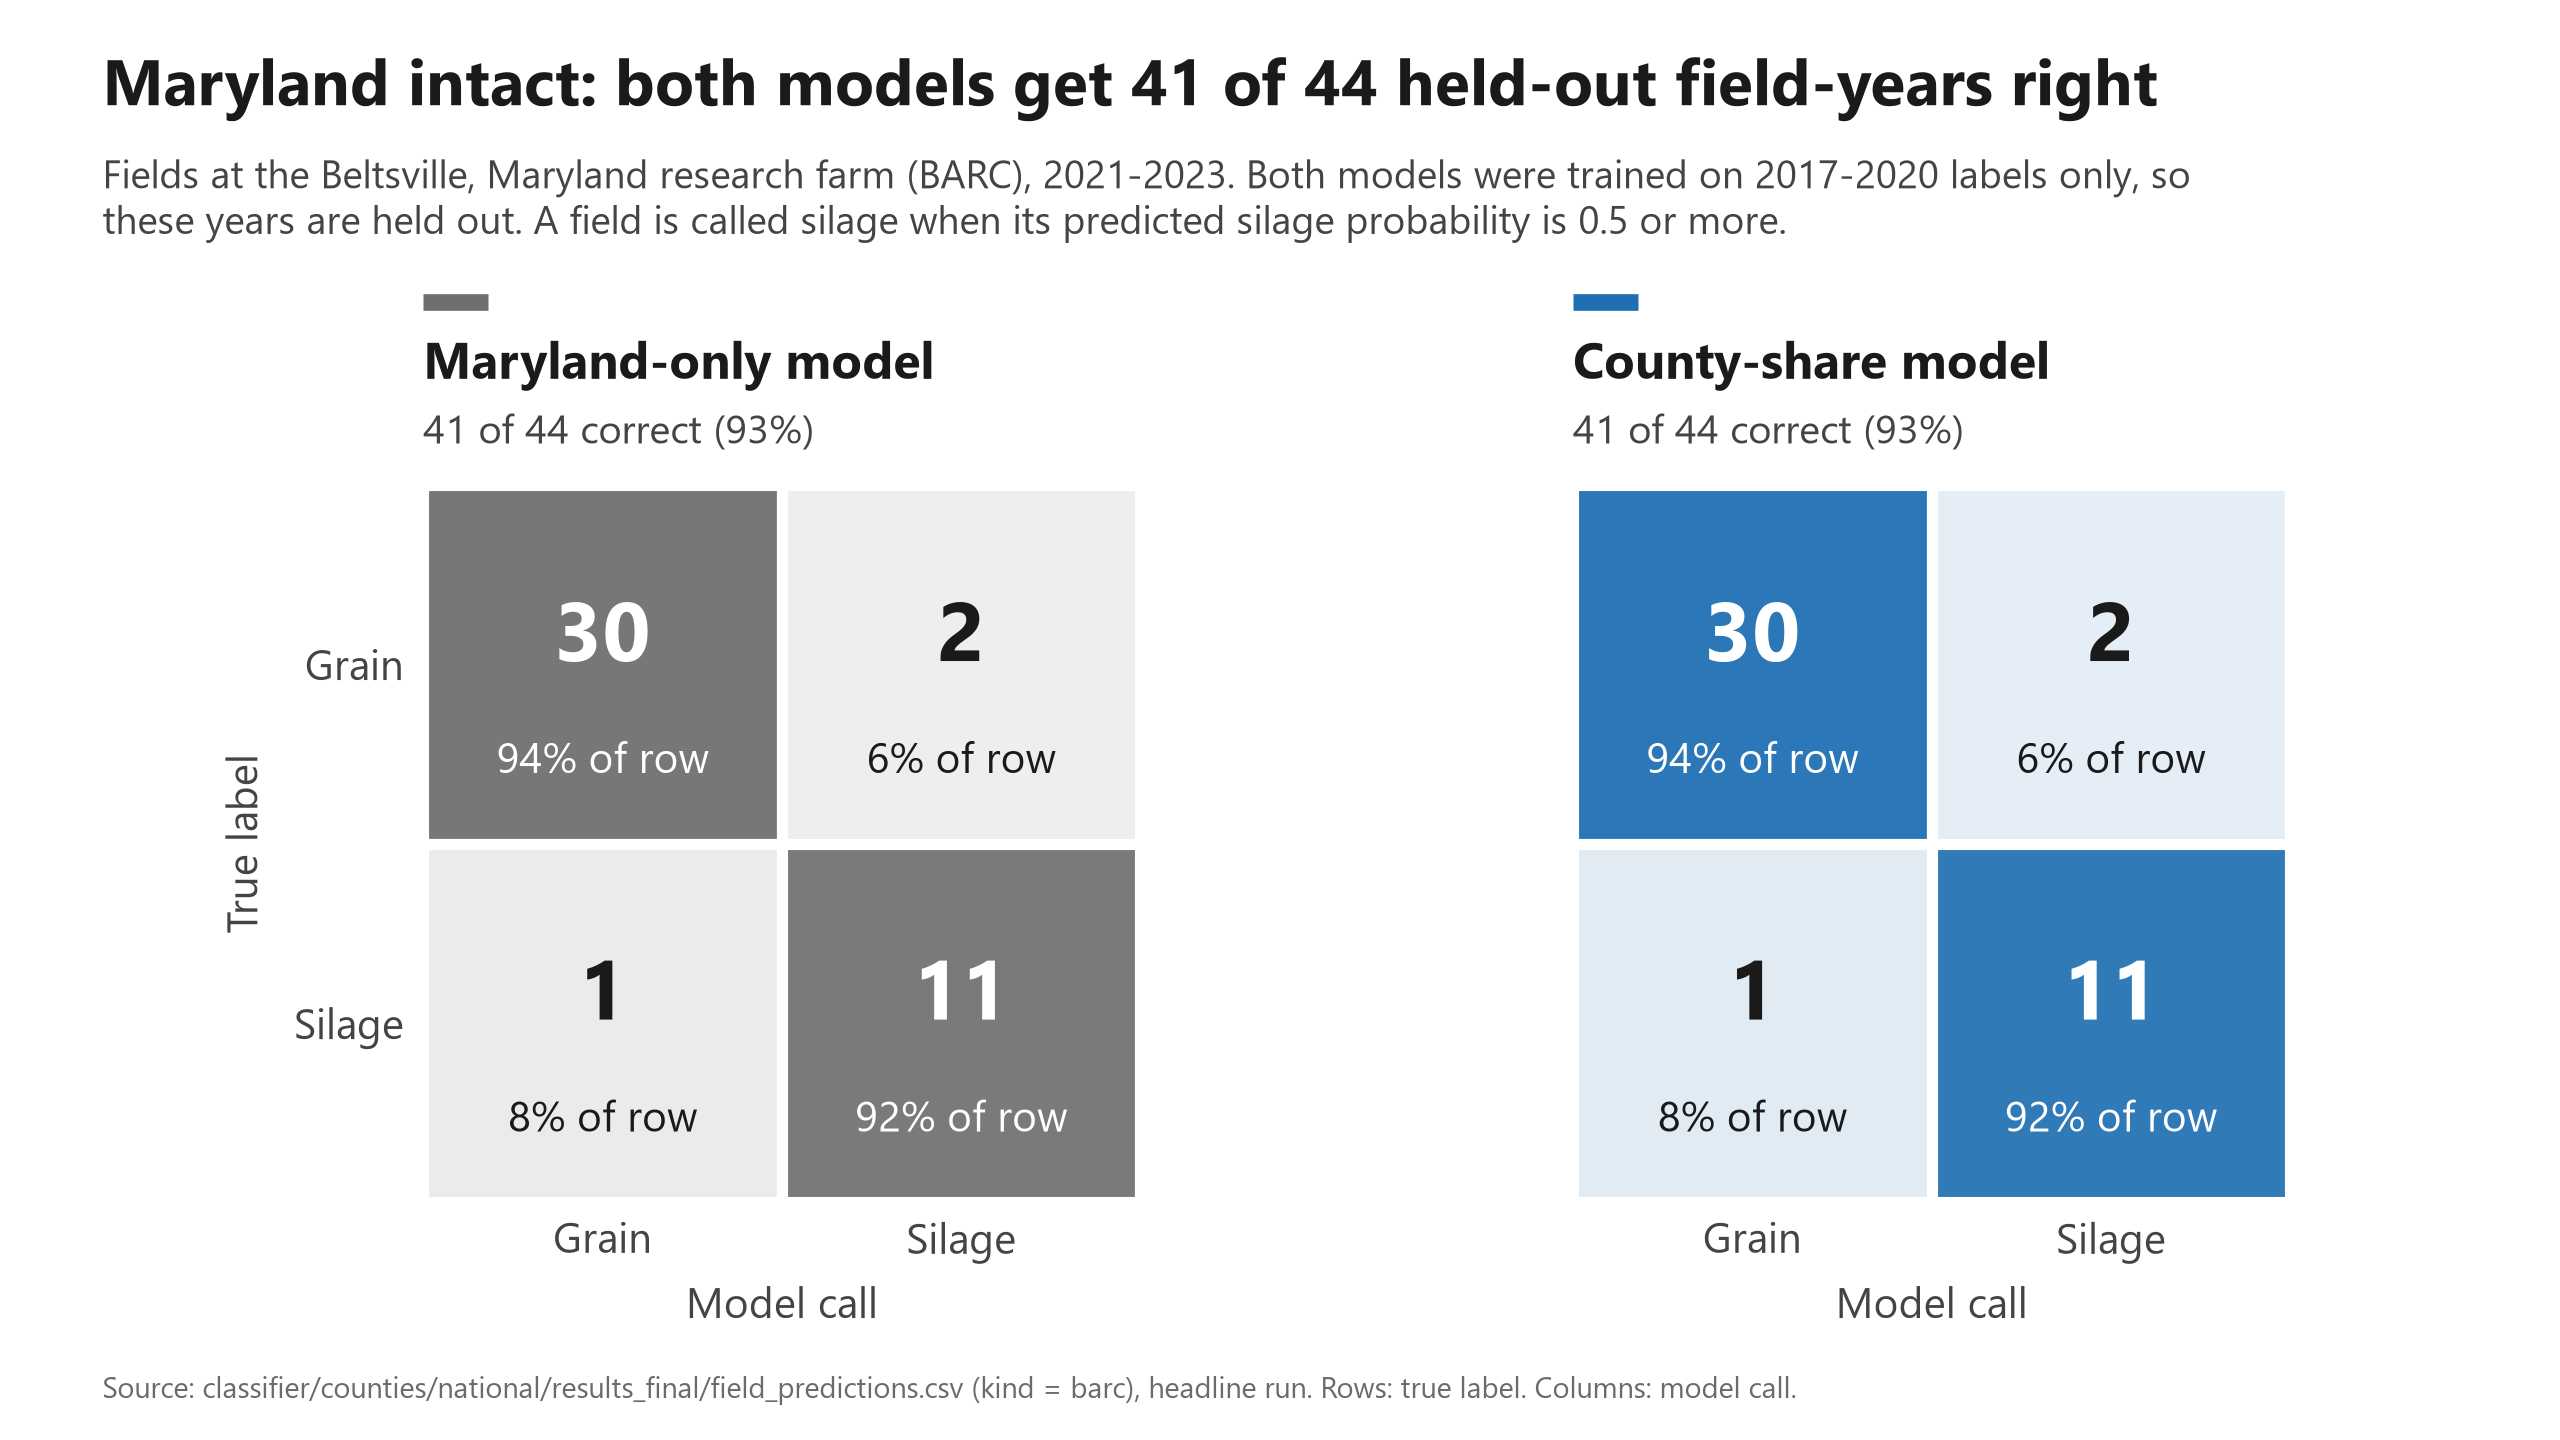 Maryland intact: both models get 41 of 44 held-out field-years right
Fields at the Beltsville, Maryland research farm (BARC), 2021-2023. Both models were trained on 2017-2020 labels only, so
these years are held out. A field is called silage when its predicted silage probability is 0.5 or more.
Maryland-only model
41 of 44 correct (93%)
True label
Grain
30
94% of row
2
6% of row
Silage
1
8% of row
11
92% of row
Grain
Silage
Model call
County-share model
41 of 44 correct (93%)
30
94% of row
2
6% of row
1
8% of row
11
92% of row
Grain
Silage
Model call
Source: classifier/counties/national/results_final/field_predictions.csv (kind = barc), headline run. Rows: true label. Columns: model call.